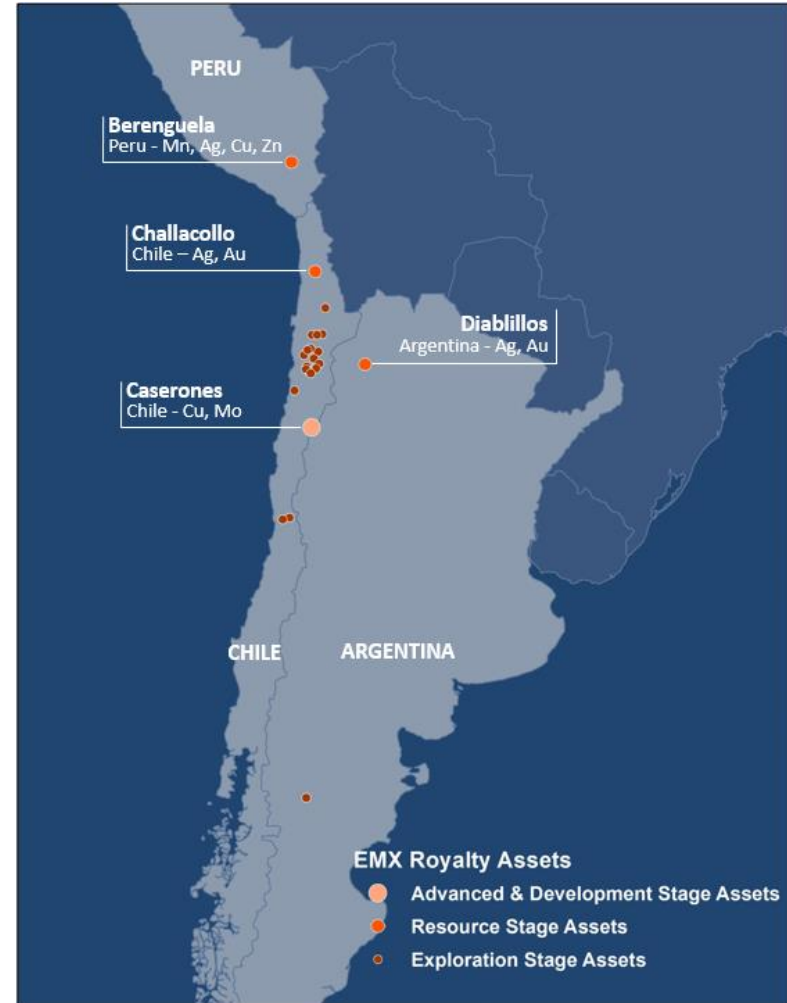 PERU
Berenguela
Peru - Mn, Ag, Cu, Zn
Challacollo
Chile – Ag, Au
Diablillos
Argentina - Ag, Au
Caserones
Chile - Cu, Mo
CHILE
ARGENTINA
EMX Royalty Assets
Advanced & Development Stage Assets
Resource Stage Assets
Exploration Stage Assets